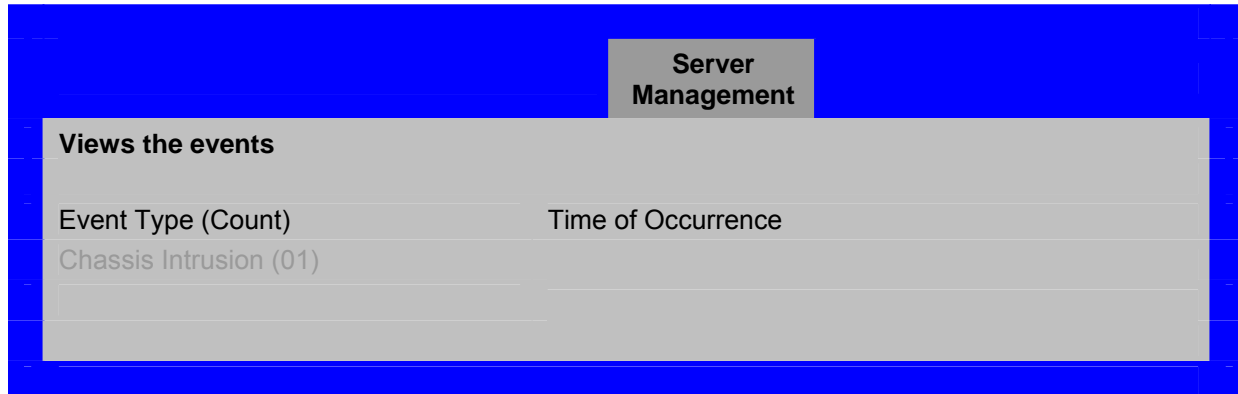 Server
Management
Views the events
Event Type (Count)
Time of Occurrence
Chassis Intrusion (01)